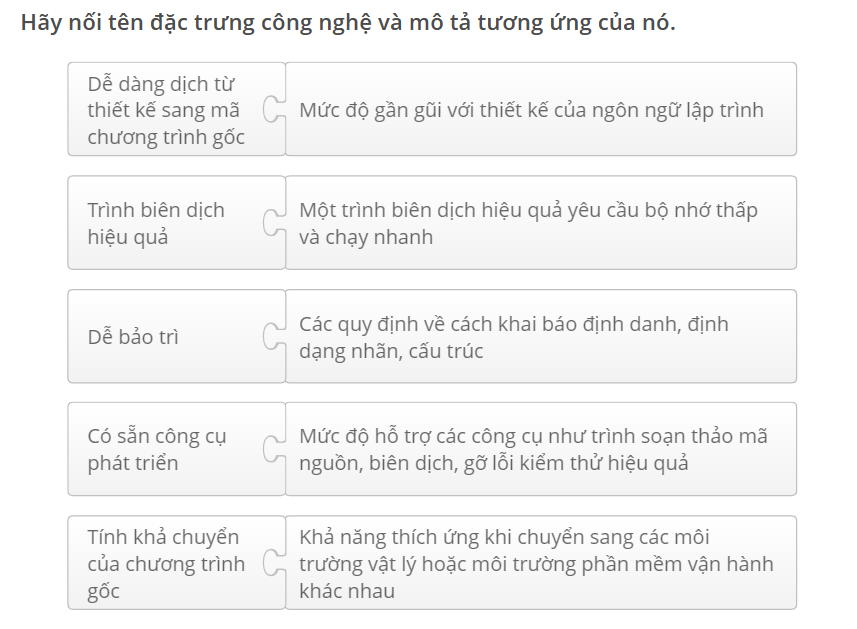 Hãy nối tên đặc trưng công nghệ và mô tả tương ứng của nó.
Dễ dàng dịch từ
thiết kế sang mã
chương trình gốc
Mức độ gần gũi với thiết kế của ngôn ngữ lập trình
Trình biên dịch
hiệu quả
Một trình biên dịch hiệu quả yêu cầu bộ nhớ thấp
và chạy nhanh
Dễ bảo trì
Các quy định về cách khai báo định danh, định
dạng nhãn, cấu trúc
Có sẵn công cụ
phát triển
Mức độ hỗ trợ các công cụ như trình soạn thảo mã
nguồn, biên dịch, gỡ lỗi kiểm thử hiệu quả
Tính khả chuyển
của chương trình
gốc
Khả năng thích ứng khi chuyển sang các môi
trường vật lý hoặc môi trường phần mềm vận hành
khác nhau